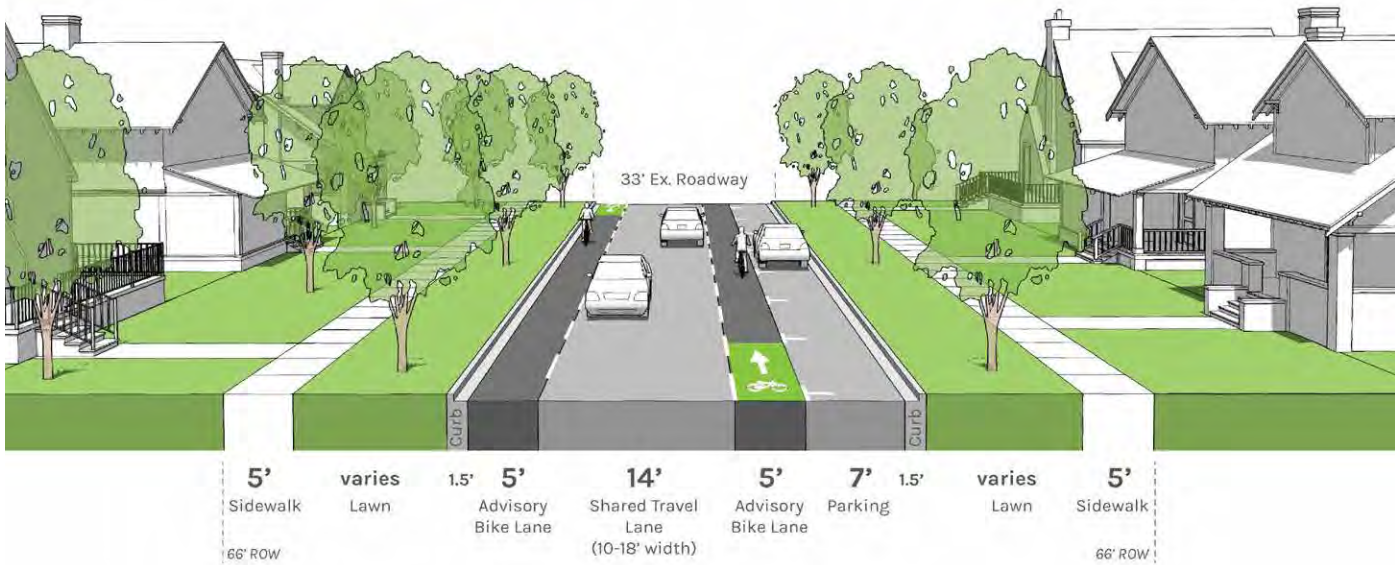 33' Ex. Roadway
Curb
Curb
5'
Sidewalk
varies
Lawn
1.5'
5'
Advisory
Bike Lane
14'
Shared Travel
Lane
(10-18' width)
5'
Advisory
Bike Lane
7'
Parking
1.5'
varies
Lawn
5'
Sidewalk
66' ROW
66' ROW